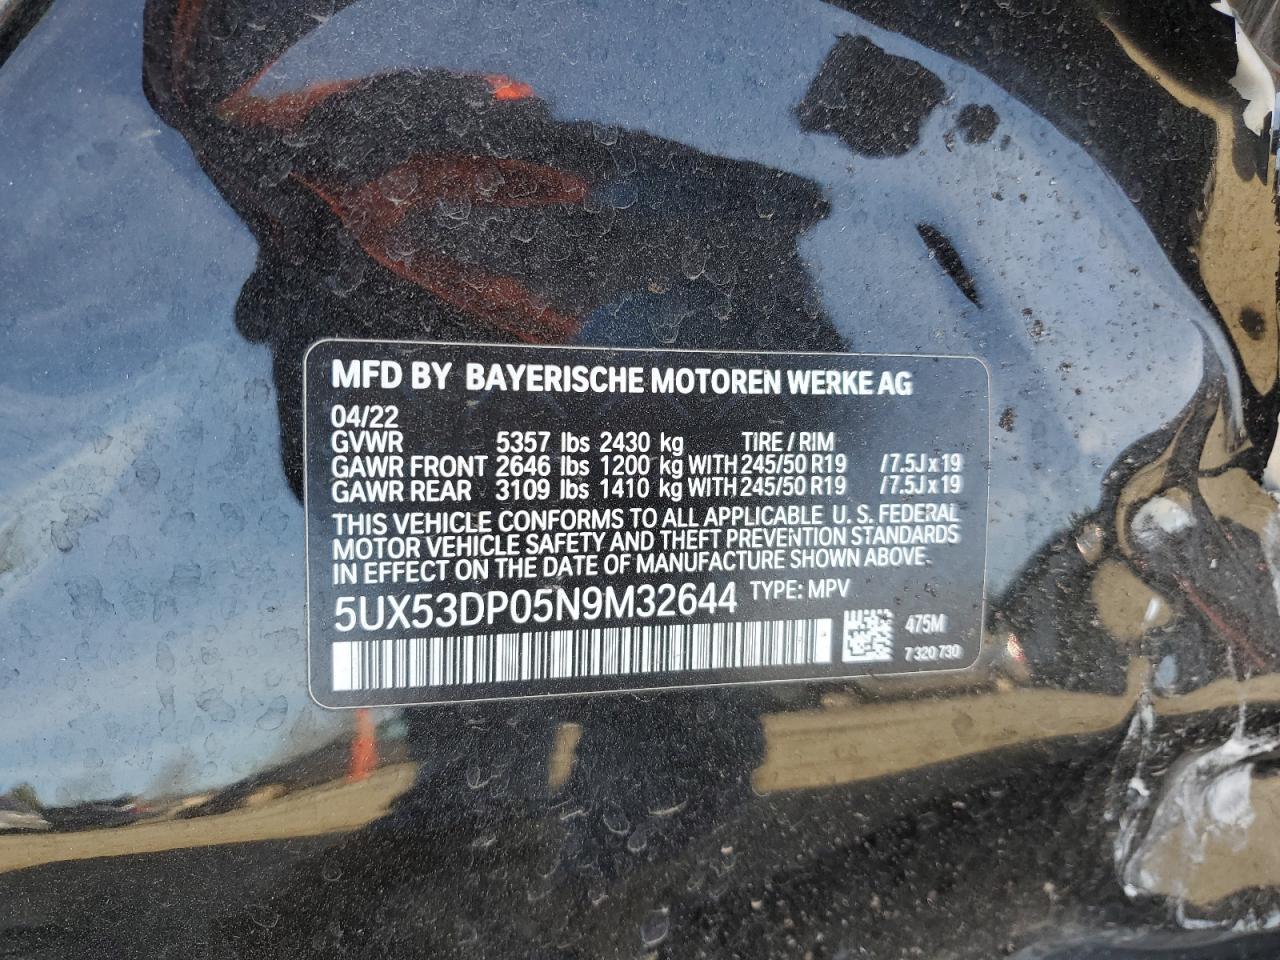 MFD BY BAYERISCHE MOTOREN WERKE AG
04/22
GVWR 5357 lbs 2430 kg TIRE / RIM
GAWR FRONT 2646 lbs 1200 kg WITH 245/50 R19 /7.5J x 19
GAWR REAR 3109 lbs 1410 kg WITH 245/50 R19 /7.5J x 19
THIS VEHICLE CONFORMS TO ALL APPLICABLE U. S. FEDERAL
MOTOR VEHICLE SAFETY AND THEFT PREVENTION STANDARDS
IN EFFECT ON THE DATE OF MANUFACTURE SHOWN ABOVE.
5UX53DP05N9M32644 TYPE: MPV
475M
7 320 730